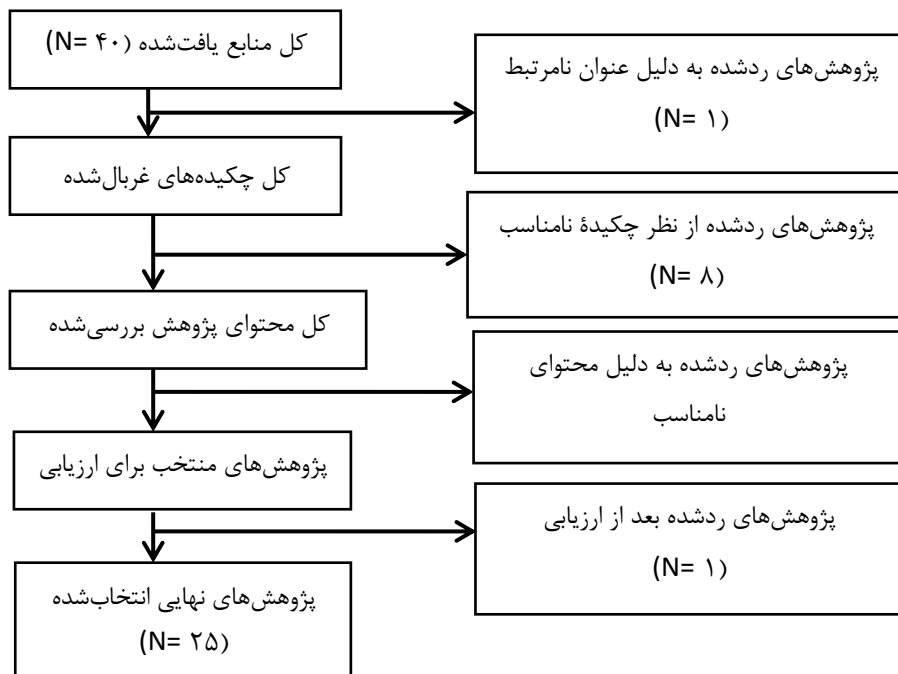 کل منابع یافت‌شده (N= ۴۰)
پژوهش‌های ردشده به دلیل عنوان نامرتبط
(N= ۱)
کل چکیده‌های غربال‌شده
پژوهش‌های ردشده از نظر چکیدۀ نامناسب
(N= ۸)
کل محتوای پژوهش بررسی‌شده
پژوهش‌های ردشده به دلیل محتوای
نامناسب
پژوهش‌های منتخب برای ارزیابی
پژوهش‌های ردشده بعد از ارزیابی
(N= ۱)
پژوهش‌های نهایی انتخاب‌شده
(N= ۲۵)